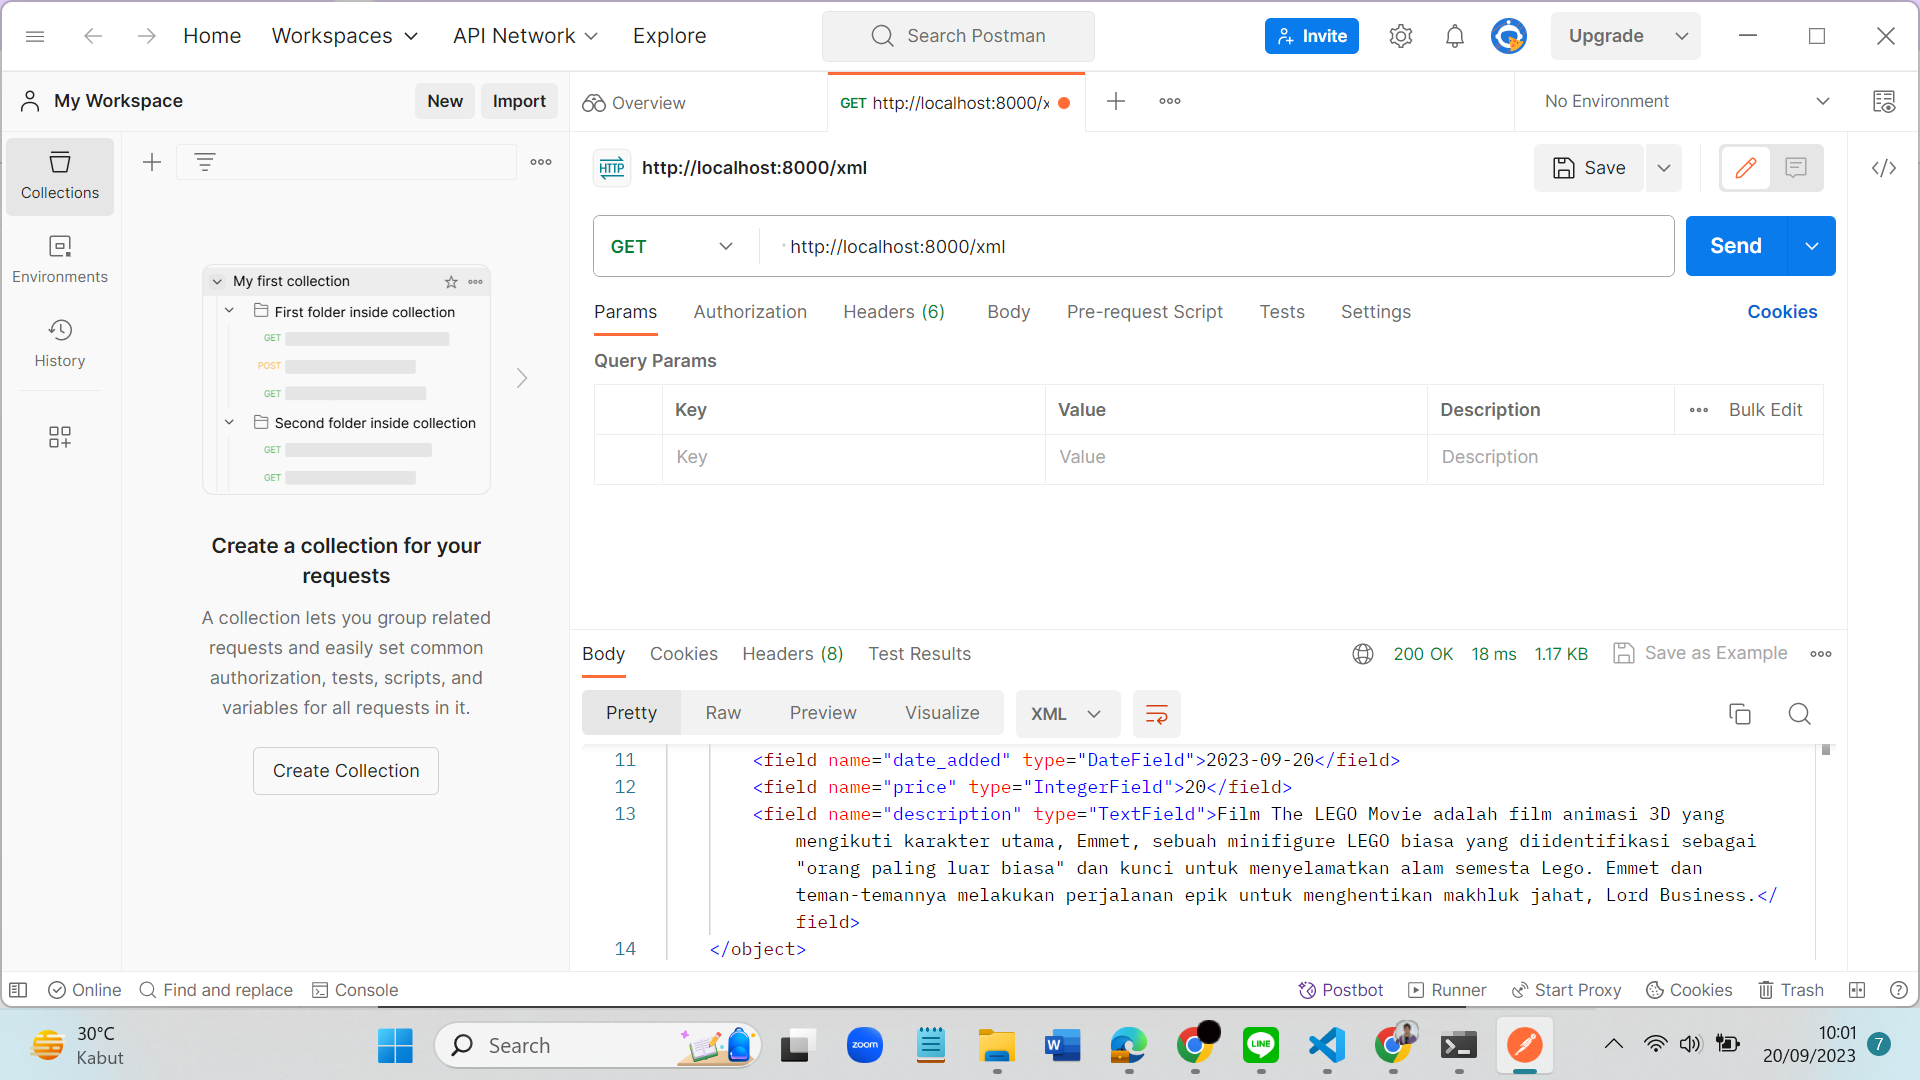 Home Workspaces API Network Explore Search Postman Invite Upgrade
My Workspace New Import Overview GET http://localhost:8000/x No Environment
Collections
Environments
History
My first collection
First folder inside collection
GET
POST
GET
Second folder inside collection
GET
GET
Create a collection for your
requests
A collection lets you group related
requests and easily set common
authorization, tests, scripts, and
variables for all requests in it.
Create Collection
HTTP http://localhost:8000/xml Save </>
GET http://localhost:8000/xml Send
Params Authorization Headers (6) Body Pre-request Script Tests Settings Cookies
Query Params
Key Value Description Bulk Edit
Key Value Description
Body Cookies Headers (8) Test Results 200 OK 18 ms 1.17 KB Save as Example
Pretty Raw Preview Visualize XML
11 <field name="date_added" type="DateField">2023-09-20</field>
12 <field name="price" type="IntegerField">20</field>
13 <field name="description" type="TextField">Film The LEGO Movie adalah film animasi 3D yang
mengikuti karakter utama, Emmet, sebuah minifigure LEGO biasa yang diidentifikasi sebagai
"orang paling luar biasa" dan kunci untuk menyelamatkan alam semesta Lego. Emmet dan
teman-temannya melakukan perjalanan epik untuk menghentikan makhluk jahat, Lord Business.</
field>
14 </object>
Online Find and replace Console Postbot Runner Start Proxy Cookies Trash
30°C
Kabut
Search
zoom
W
LINE
10:01
20/09/2023
7